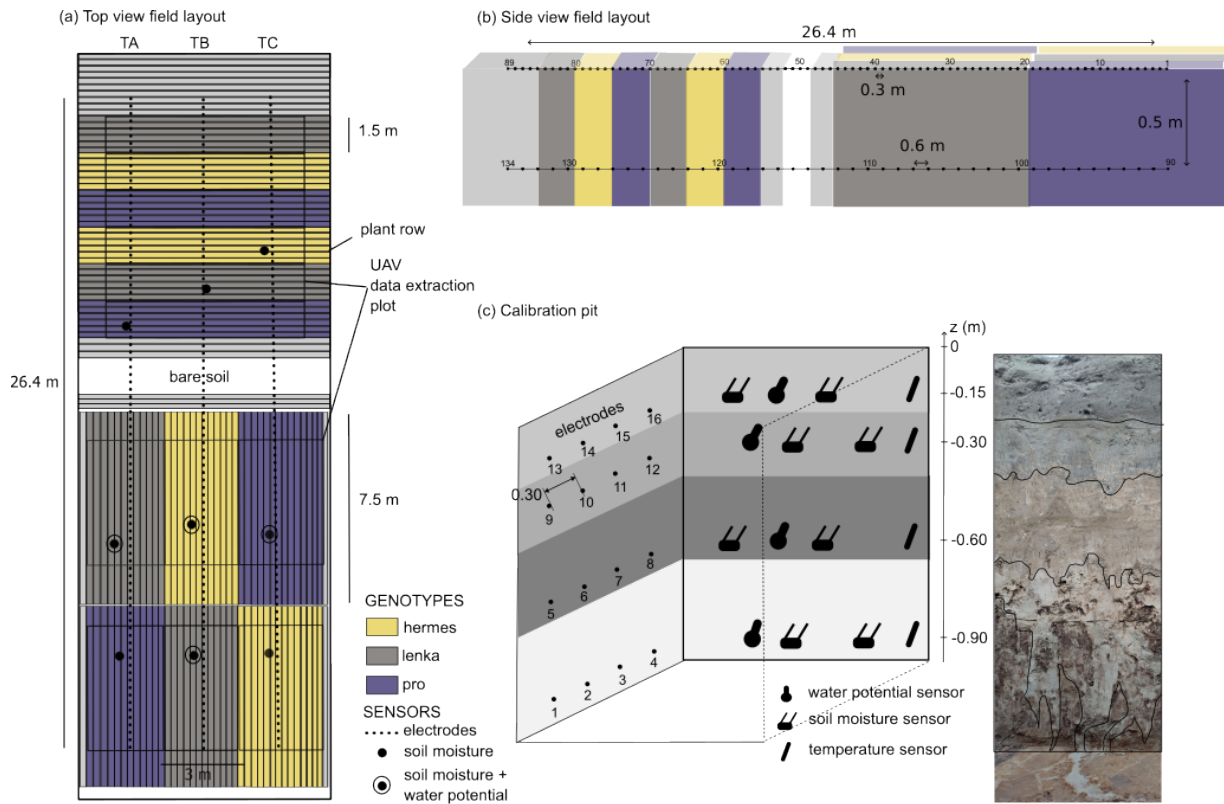 (a) Top view field layout
TA TB TC
1.5 m
plant row
UAV
data extraction
plot
26.4 m
bare soil
7.5 m
3 m
GENOTYPES
hermes
lenka
pro
SENSORS
electrodes
soil moisture
soil moisture +
water potential
(b) Side view field layout
26.4 m
89 80 70 60 50 40 30 20 10 1
0.3 m
0.5 m
0.6 m
134 130 120 110 100 90
(c) Calibration pit
z (m)
0
-0.15
-0.30
-0.60
-0.90
electrodes
13 14 15 16
0.30
9 10 11 12
5 6 7 8
1 2 3 4
water potential sensor
soil moisture sensor
temperature sensor